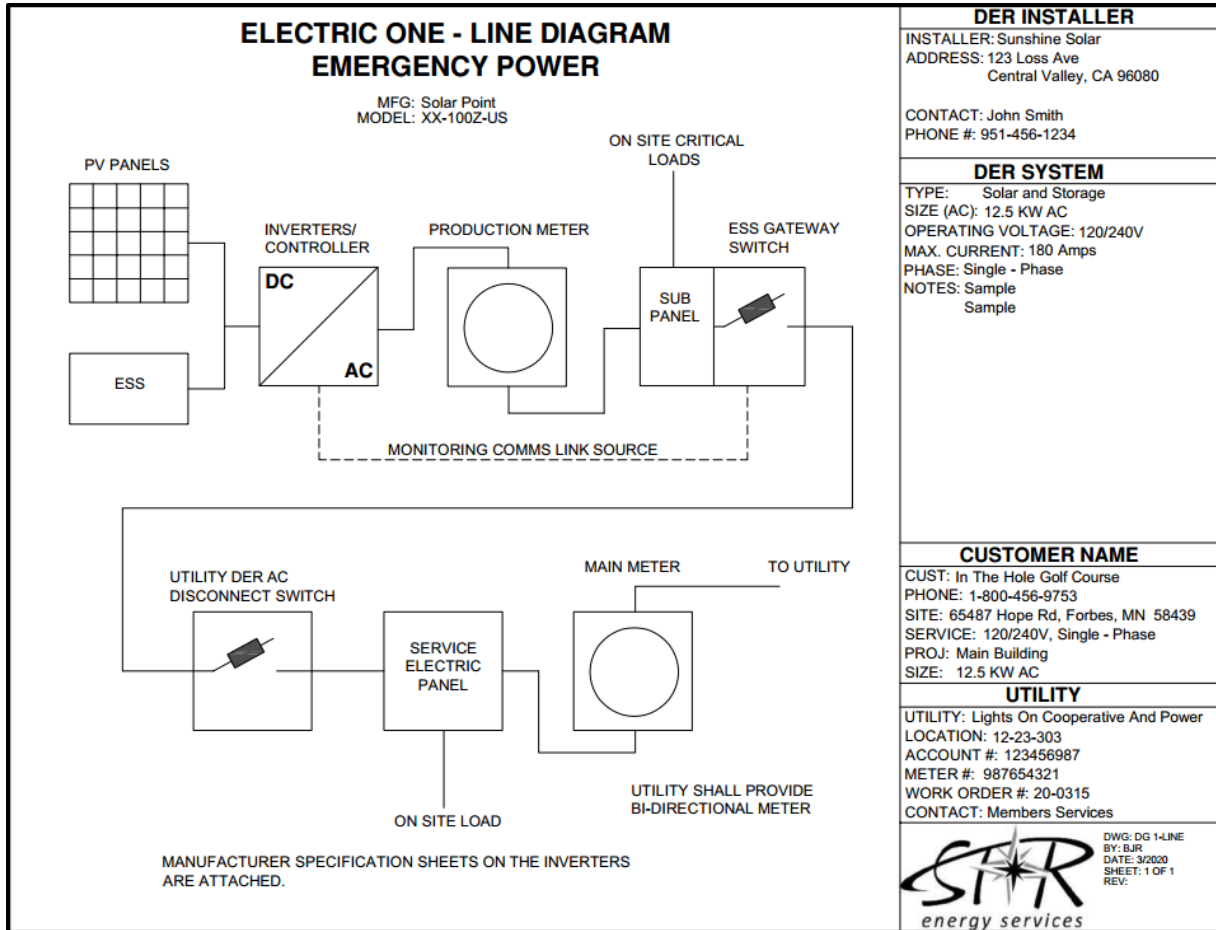 ELECTRIC ONE - LINE DIAGRAM
EMERGENCY POWER
MFG: Solar Point
MODEL: XX-100Z-US
ON SITE CRITICAL
LOADS
PV PANELS
INVERTERS/
CONTROLLER
PRODUCTION METER
ESS GATEWAY
SWITCH
DC
AC
SUB
PANEL
ESS
MONITORING COMMS LINK SOURCE
UTILITY DER AC
DISCONNECT SWITCH
MAIN METER
TO UTILITY
SERVICE
ELECTRIC
PANEL
UTILITY SHALL PROVIDE
BI-DIRECTIONAL METER
ON SITE LOAD
MANUFACTURER SPECIFICATION SHEETS ON THE INVERTERS
ARE ATTACHED.
DER INSTALLER
INSTALLER: Sunshine Solar
ADDRESS: 123 Loss Ave
Central Valley, CA 96080
CONTACT: John Smith
PHONE #: 951-456-1234
DER SYSTEM
TYPE: Solar and Storage
SIZE (AC): 12.5 KW AC
OPERATING VOLTAGE: 120/240V
MAX. CURRENT: 180 Amps
PHASE: Single - Phase
NOTES: Sample
Sample
CUSTOMER NAME
CUST: In The Hole Golf Course
PHONE: 1-800-456-9753
SITE: 65487 Hope Rd, Forbes, MN 58439
SERVICE: 120/240V, Single - Phase
PROJ: Main Building
SIZE: 12.5 KW AC
UTILITY
UTILITY: Lights On Cooperative And Power
LOCATION: 12-23-303
ACCOUNT #: 123456987
METER #: 987654321
WORK ORDER #: 20-0315
CONTACT: Members Services
STAR
energy services
DWG: DG 1-LINE
BY: BJR
DATE: 3/2020
SHEET: 1 OF 1
REV: